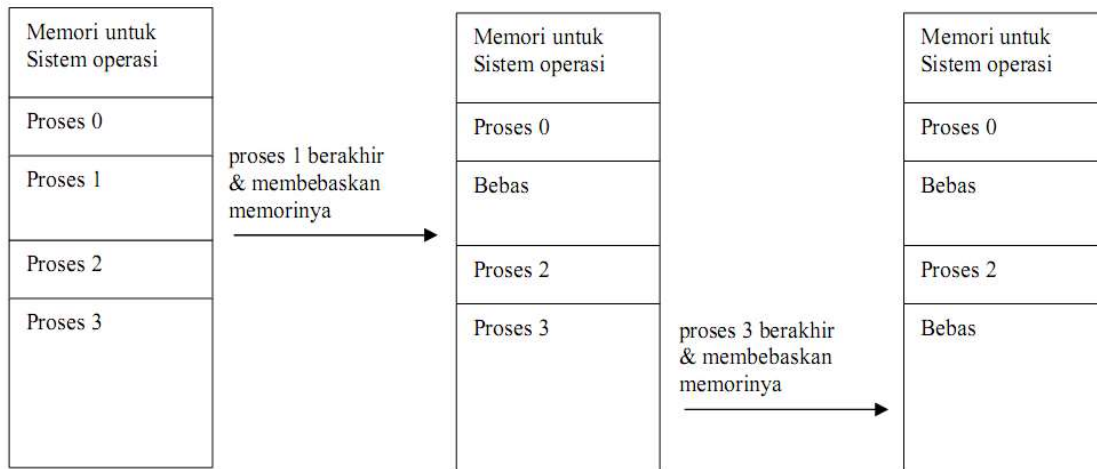 Memori untuk
Sistem operasi
Proses 0
Proses 1
Proses 2
Proses 3
proses 1 berakhir
& membebaskan
memorinya
Memori untuk
Sistem operasi
Proses 0
Bebas
Proses 2
Proses 3
proses 3 berakhir
& membebaskan
memorinya
Memori untuk
Sistem operasi
Proses 0
Bebas
Proses 2
Bebas